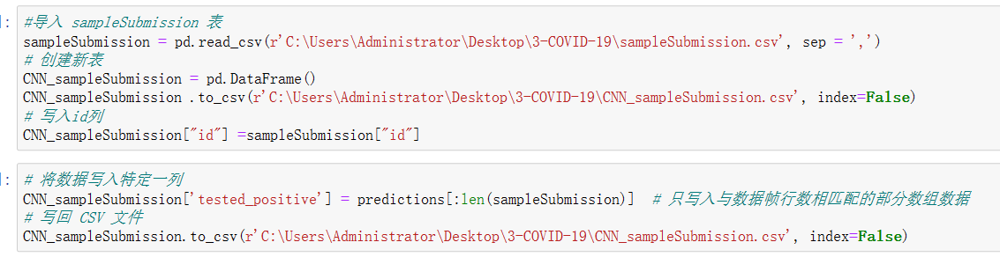 ]: #导入 sampleSubmission 表
sampleSubmission = pd.read_csv(r'C:\Users\Administrator\Desktop\3-COVID-19\sampleSubmission.csv', sep = ',')
# 创建新表
CNN_sampleSubmission = pd.DataFrame()
CNN_sampleSubmission .to_csv(r'C:\Users\Administrator\Desktop\3-COVID-19\CNN_sampleSubmission.csv', index=False)
# 写入id列
CNN_sampleSubmission["id"] =sampleSubmission["id"]
]: # 将数据写入特定一列
CNN_sampleSubmission['tested_positive'] = predictions[:len(sampleSubmission)]  # 只写入与数据帧行数相匹配的部分数组数据
# 写回 CSV 文件
CNN_sampleSubmission.to_csv(r'C:\Users\Administrator\Desktop\3-COVID-19\CNN_sampleSubmission.csv', index=False)